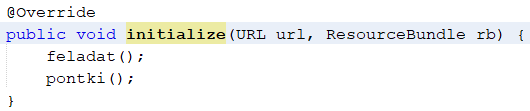 @Override
public void initialize(URL url, ResourceBundle rb) {
    feladat();
    pontki();
}